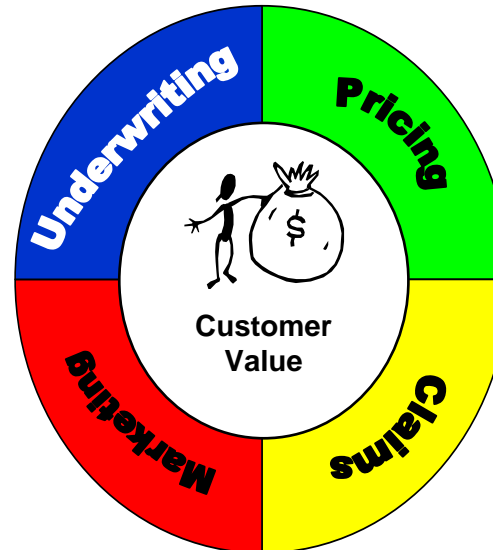 Underwriting
Pricing
$
Customer
Value
Marketing
Claims